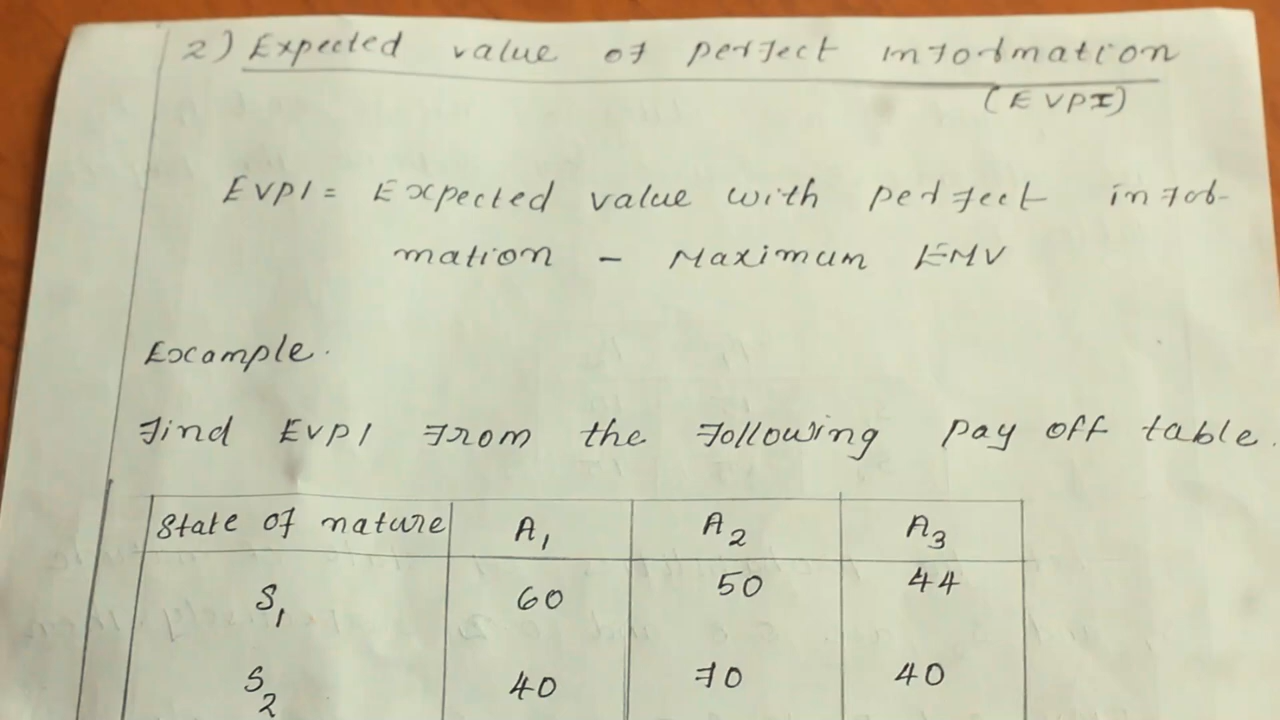 2) Expected value of perfect information
(EVPI)
EVPI = Expected value with perfect infor-
mation - Maximum EMV
Example.
Find EVPI from the following pay off table.
State of nature A1 A2 A3
S1 60 50 44
S2 40 70 40